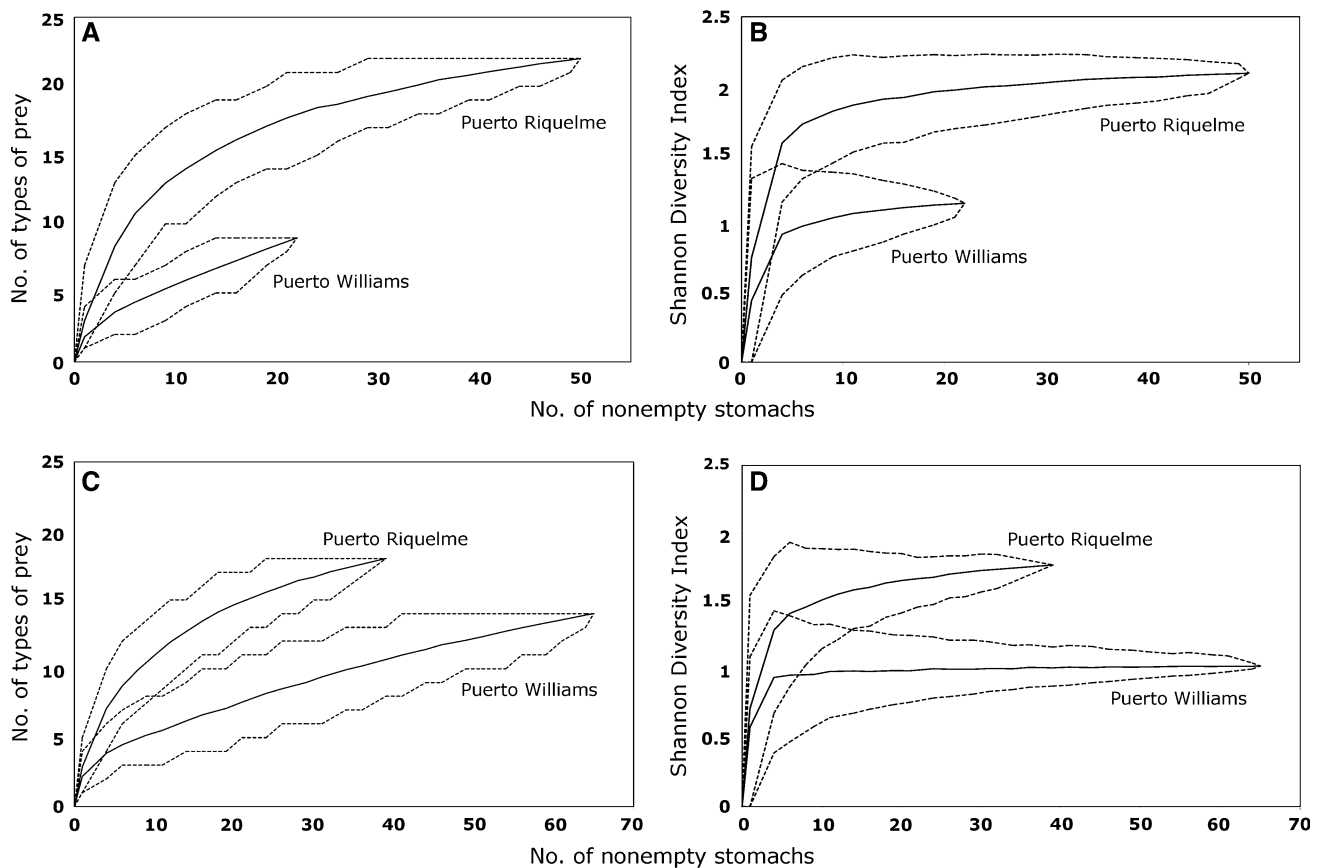 A
B
25
20
15
10
5
0
No. of types of prey
Puerto Riquelme
Puerto Williams
0 10 20 30 40 50
2.5
2
1.5
1
0.5
0
Shannon Diversity Index
Puerto Riquelme
Puerto Williams
0 10 20 30 40 50
No. of nonempty stomachs
C
D
25
20
15
10
5
0
No. of types of prey
Puerto Riquelme
Puerto Williams
0 10 20 30 40 50 60 70
2.5
2
1.5
1
0.5
0
Shannon Diversity Index
Puerto Riquelme
Puerto Williams
0 10 20 30 40 50 60 70
No. of nonempty stomachs